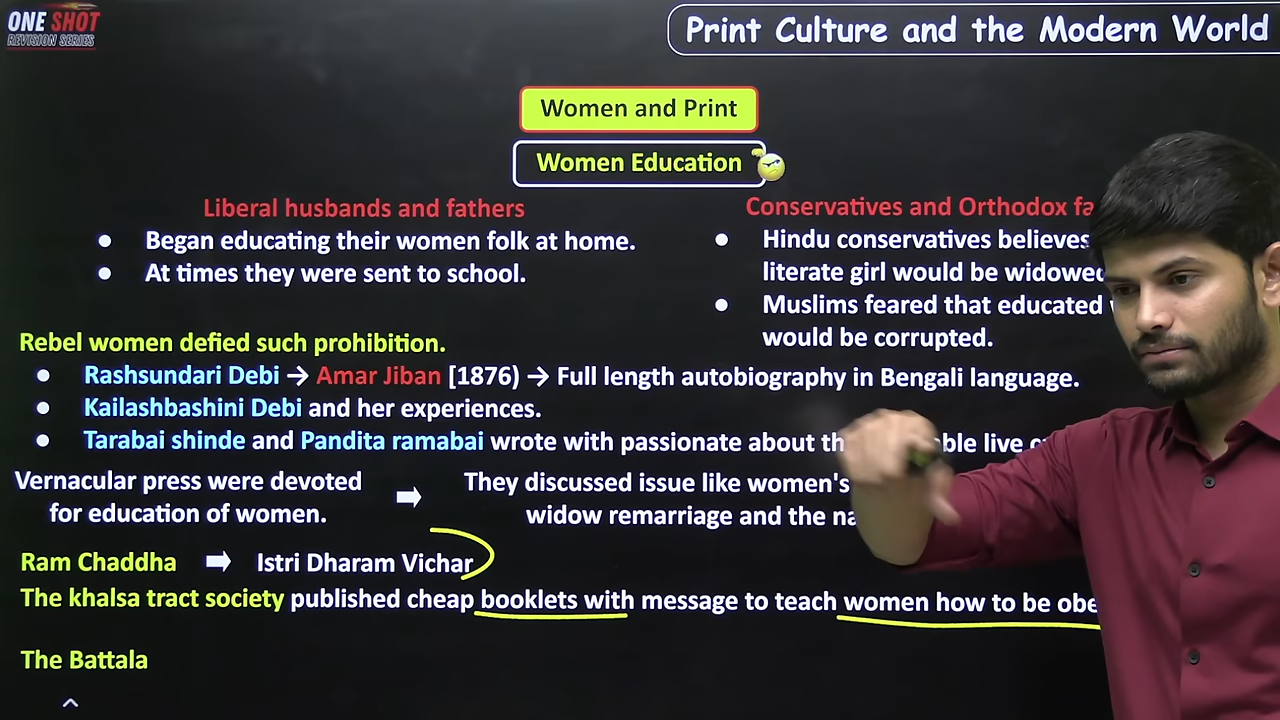 ONE SHOT
REVISION SERIES
Print Culture and the Modern World
Women and Print
Women Education
Liberal husbands and fathers
● Began educating their women folk at home.
● At times they were sent to school.
Conservatives and Orthodox fa
● Hindu conservatives believes
literate girl would be widowed
● Muslims feared that educated
would be corrupted.
Rebel women defied such prohibition.
● Rashsundari Debi → Amar Jiban [1876) → Full length autobiography in Bengali language.
● Kailashbashini Debi and her experiences.
● Tarabai shinde and Pandita ramabai wrote with passionate about
Vernacular press were devoted
for education of women.
➡ They discussed issue like women's
widow remarriage and the
Ram Chaddha ➡ Istri Dharam Vichar
The khalsa tract society published cheap booklets with message to teach women how to be
The Battala